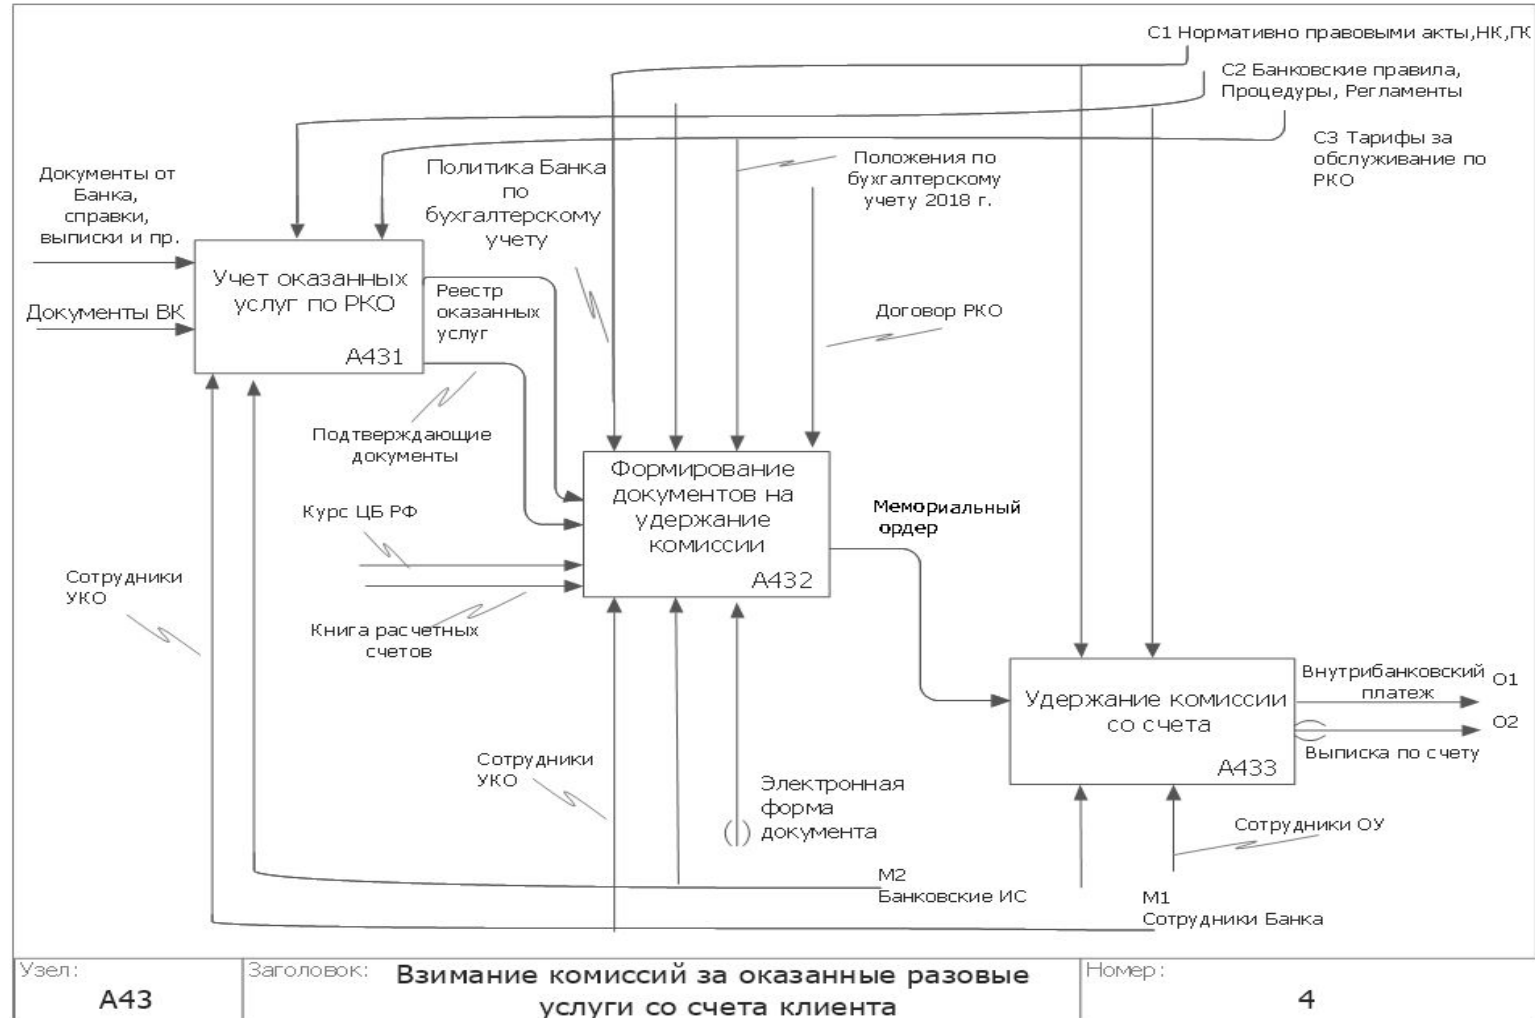 С1 Нормативно правовыми акты,НК,ГК
С2 Банковские правила,
Процедуры, Регламенты
С3 Тарифы за
обслуживание по
РКО
Документы от
Банка,
справки,
выписки и пр.
Документы ВК
Учет оказанных
услуг по РКО
А431
Политика Банка
по
бухгалтерскому
учету
Положения по
бухгалтерскому
учету 2018 г.
Реестр
оказанных
услуг
Договор РКО
Подтверждающие
документы
Формирование
документов на
удержание
комиссии
А432
Курс ЦБ РФ
Мемориальный
ордер
Сотрудники
УКО
Книга расчетных
счетов
Удержание комиссии
со счета
А433
Внутрибанковский
платеж
О1
О2
Выписка по счету
Сотрудники
УКО
Электронная
форма
документа
Сотрудники ОУ
М2
Банковские ИС
М1
Сотрудники Банка
Узел:
А43
Заголовок:
Взимание комиссий за оказанные разовые
услуги со счета клиента
Номер:
4